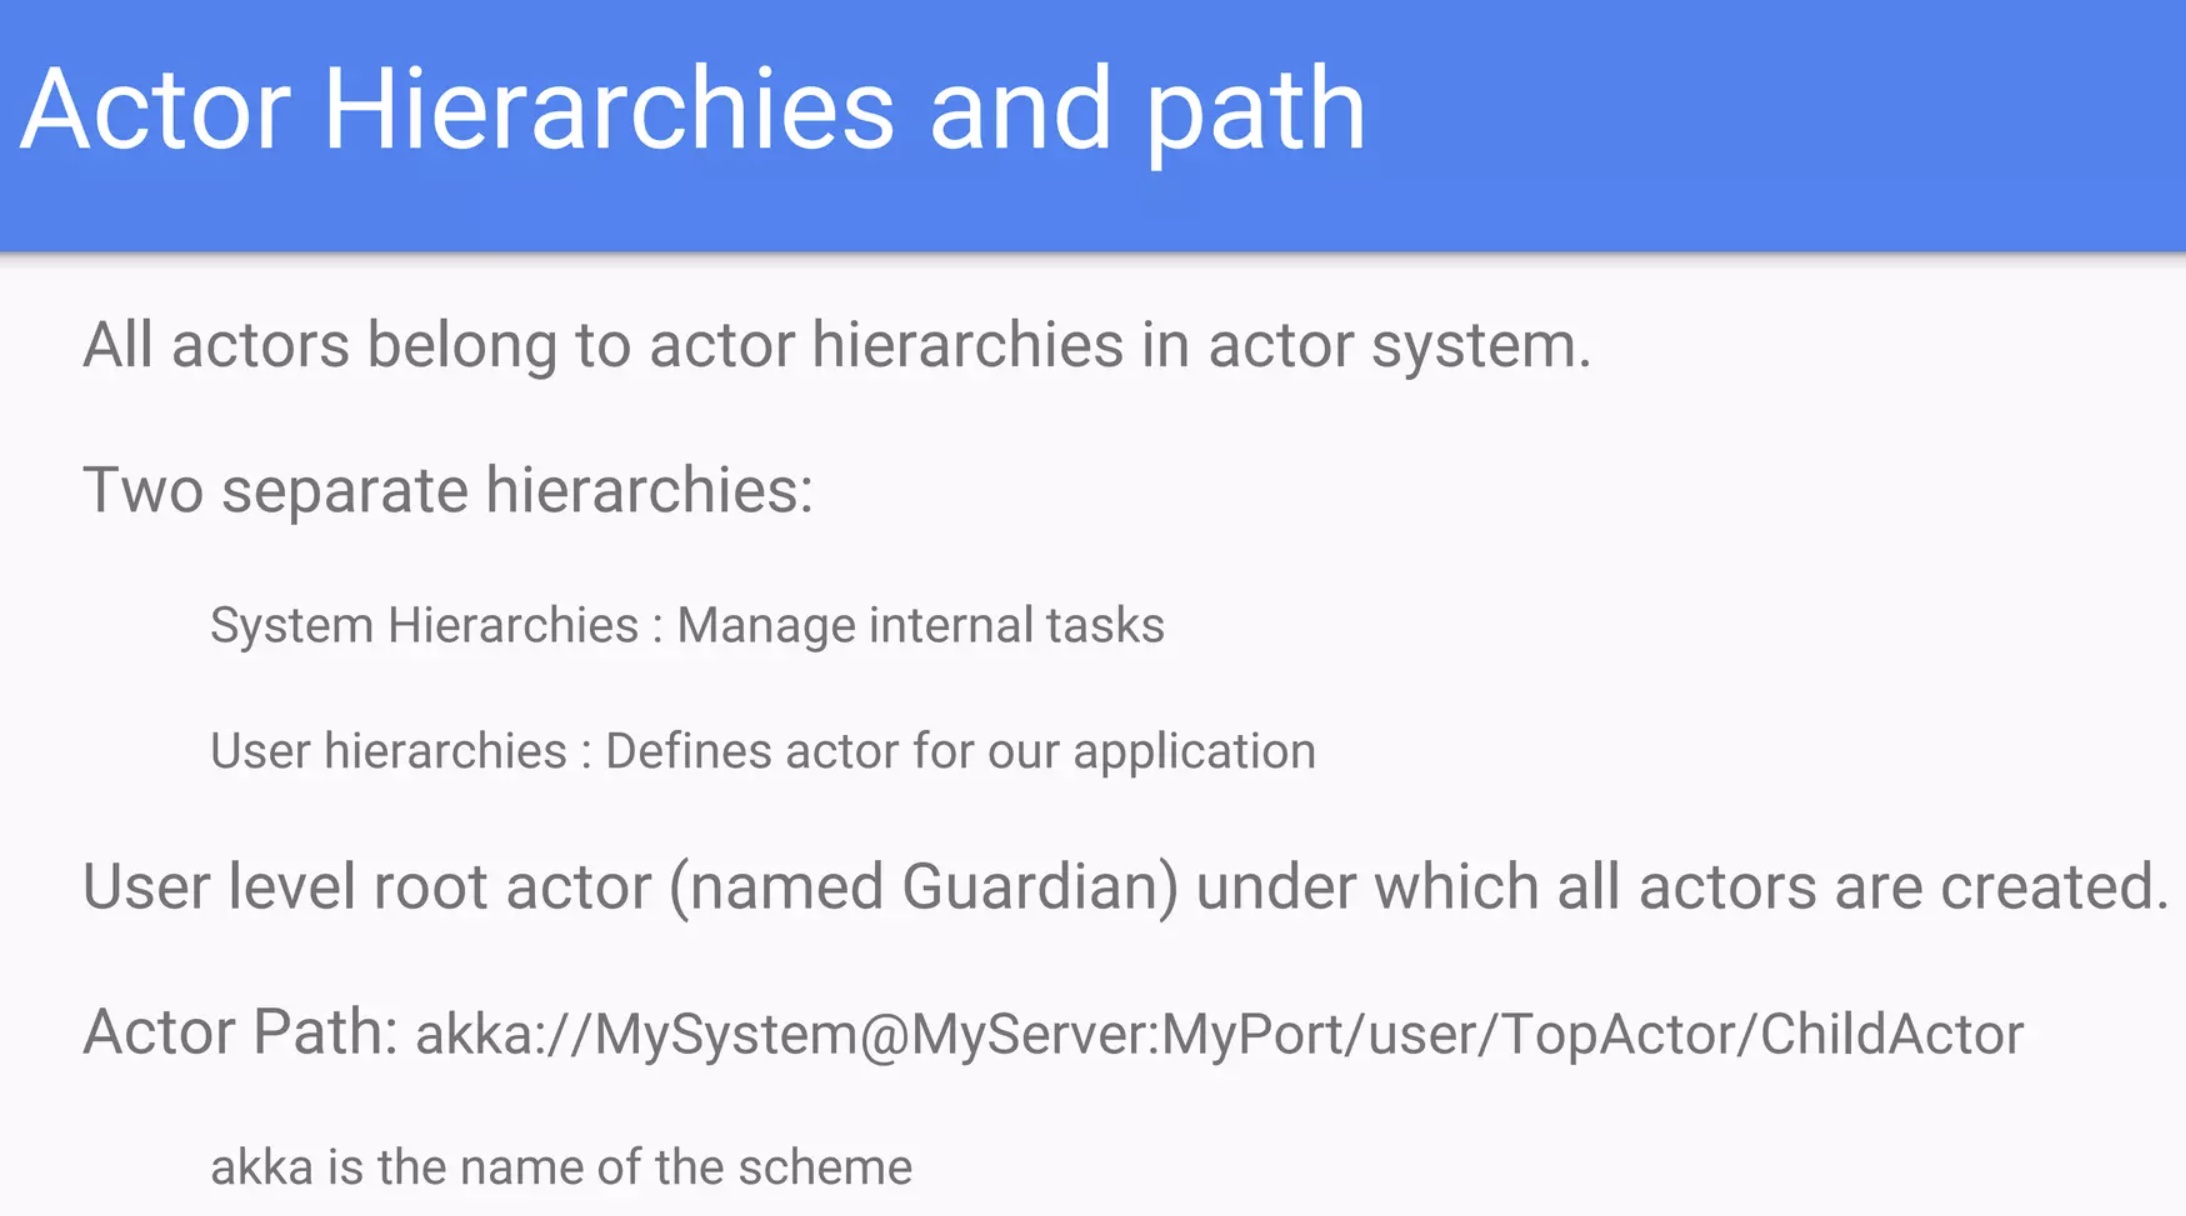 Actor Hierarchies and path
All actors belong to actor hierarchies in actor system.
Two separate hierarchies:
System Hierarchies : Manage internal tasks
User hierarchies : Defines actor for our application
User level root actor (named Guardian) under which all actors are created.
Actor Path: akka://MySystem@MyServer:MyPort/user/TopActor/ChildActor
akka is the name of the scheme